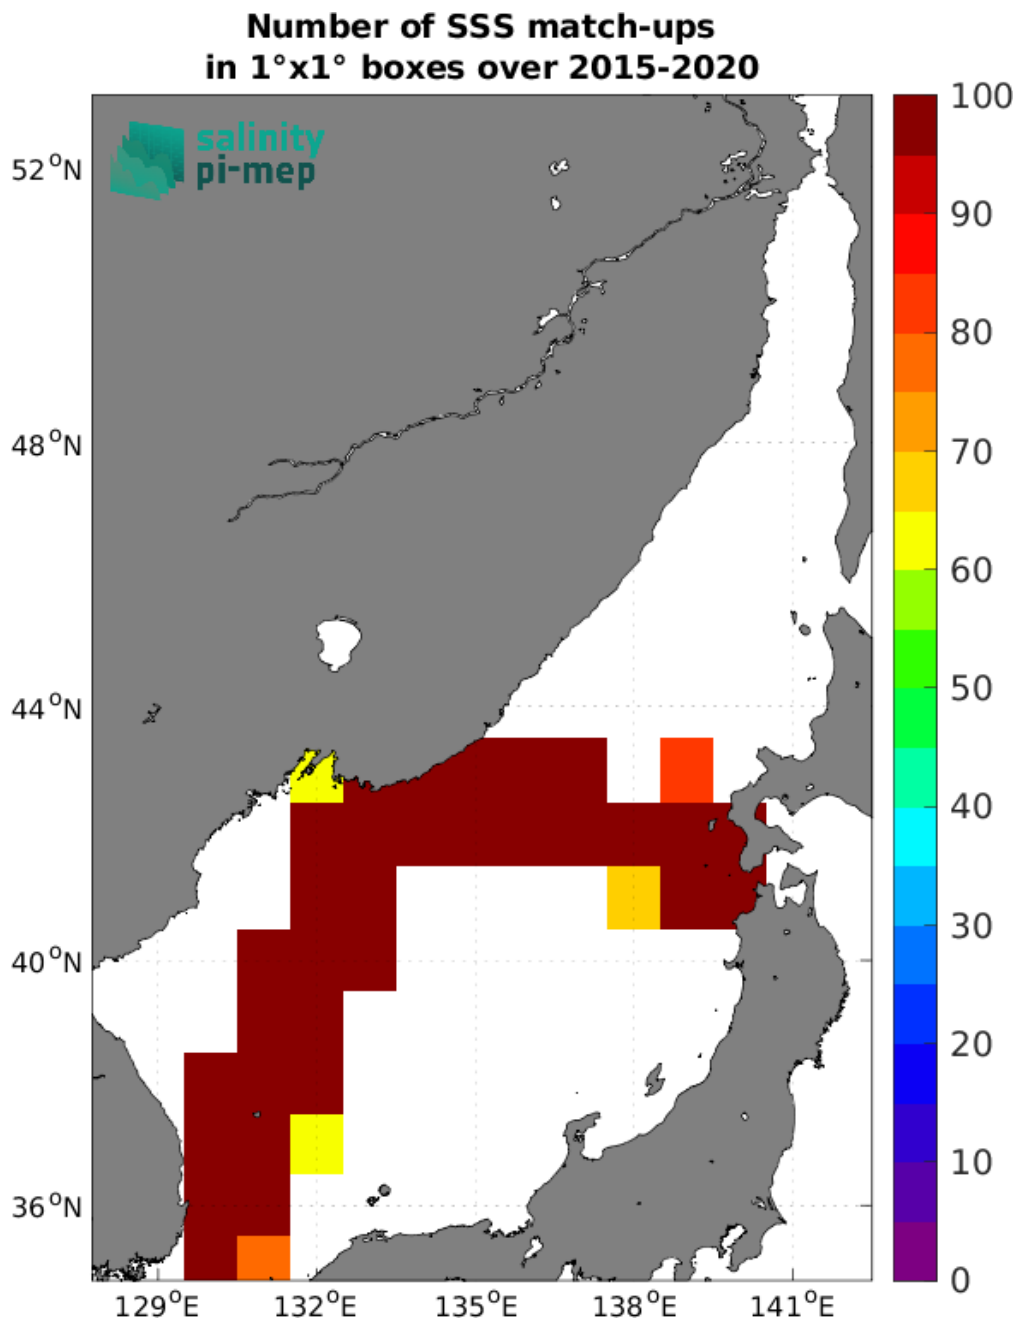 Number of SSS match-ups
in 1°x1° boxes over 2015-2020
salinity
pi-mep
52°N
48°N
44°N
40°N
36°N
129°E 132°E 135°E 138°E 141°E
100
90
80
70
60
50
40
30
20
10
0